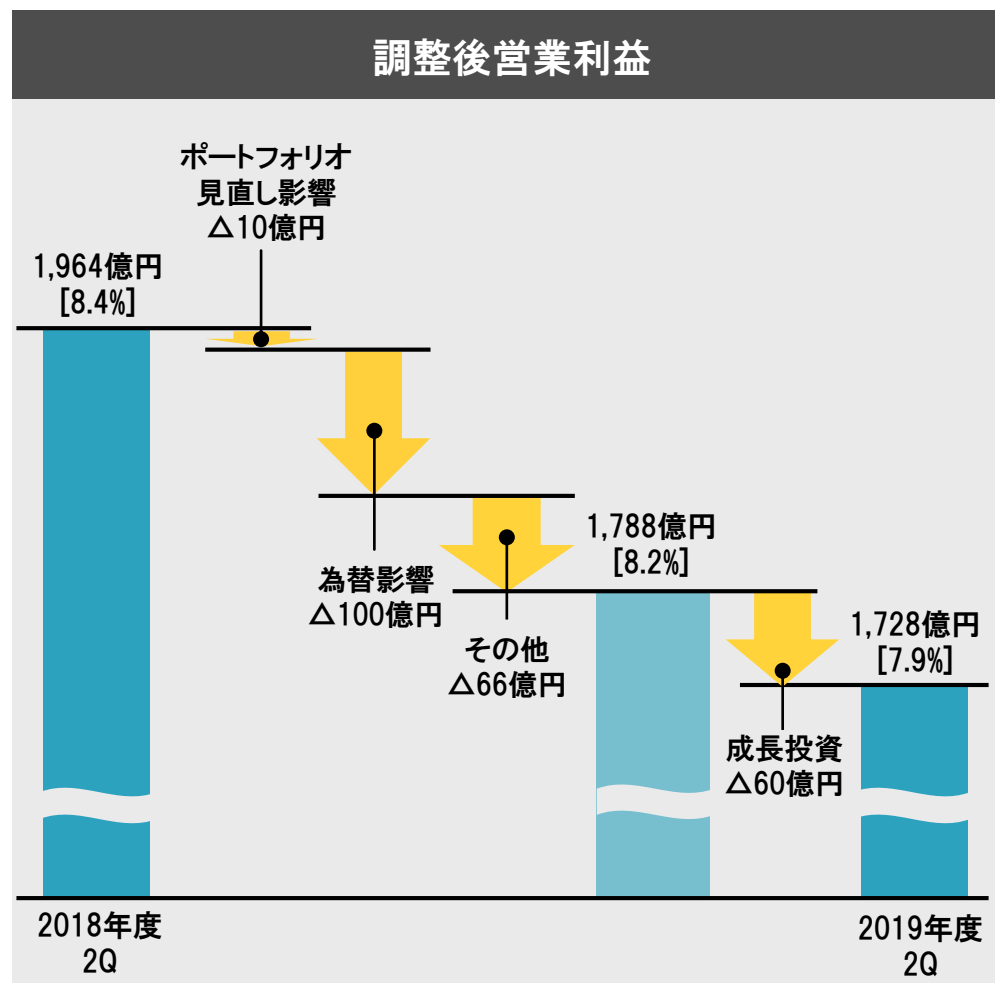 調整後営業利益
ポートフォリオ
見直し影響
△10億円
1,964億円
[8.4%]
為替影響
△100億円
その他
△66億円
1,788億円
[8.2%]
成長投資
△60億円
1,728億円
[7.9%]
2018年度
2Q
2019年度
2Q